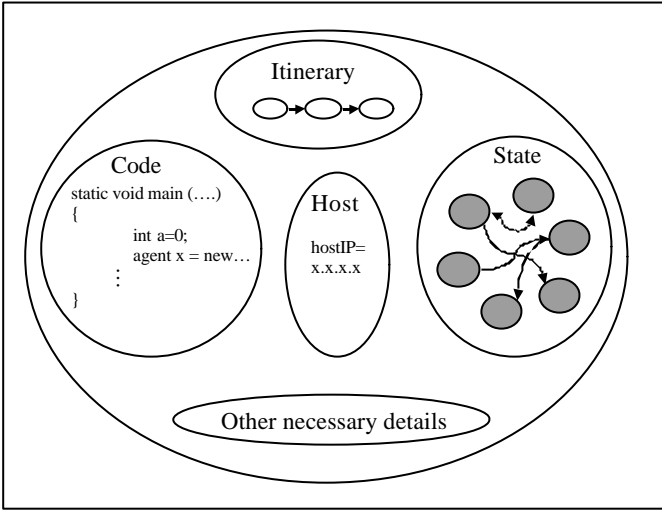 Itinerary
Code
static void main (….)
{
int a=0;
agent x = new…
⋮
}
Host
hostIP=
x.x.x.x
State
Other necessary details